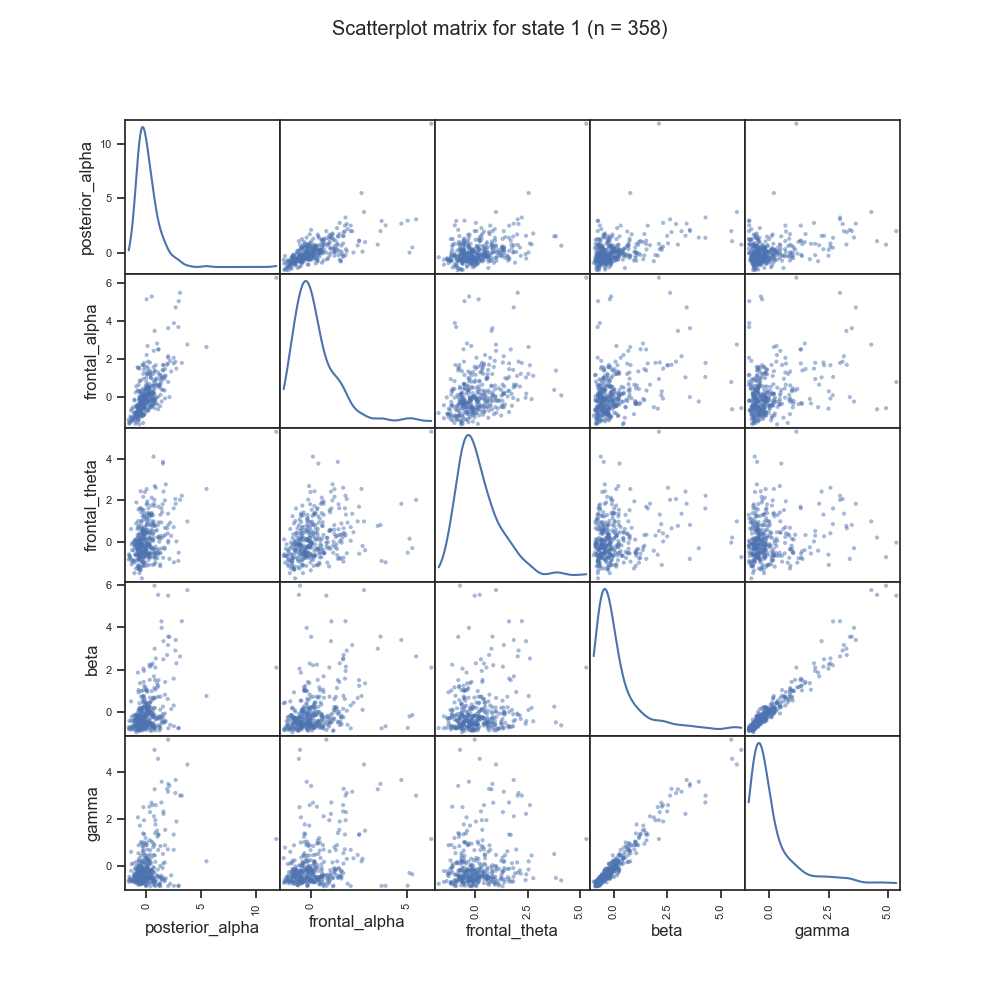 Scatterplot matrix for state 1 (n = 358)
posterior_alpha
10
5
0
frontal_alpha
6
4
2
0
frontal_theta
4
2
0
beta
6
4
2
0
gamma
4
2
0
0 5 10 0 5 0.0 2.5 5.0 0.0 2.5 5.0 0.0 2.5 5.0
posterior_alpha frontal_alpha frontal_theta beta gamma